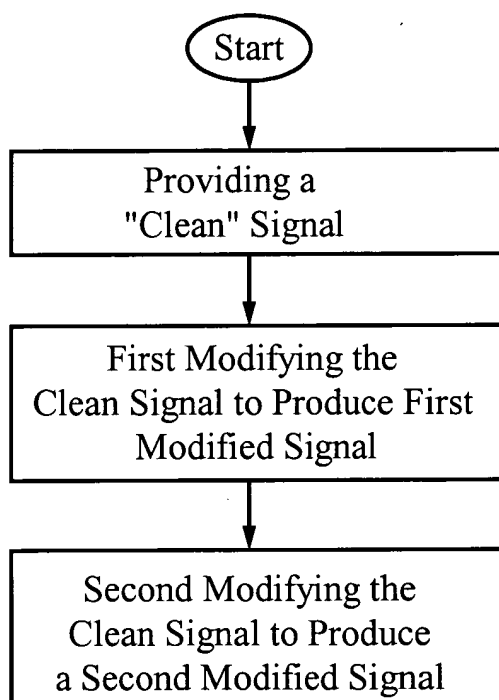 Start
Providing a
"Clean" Signal
First Modifying the
Clean Signal to Produce First
Modified Signal
Second Modifying the
Clean Signal to Produce
a Second Modified Signal